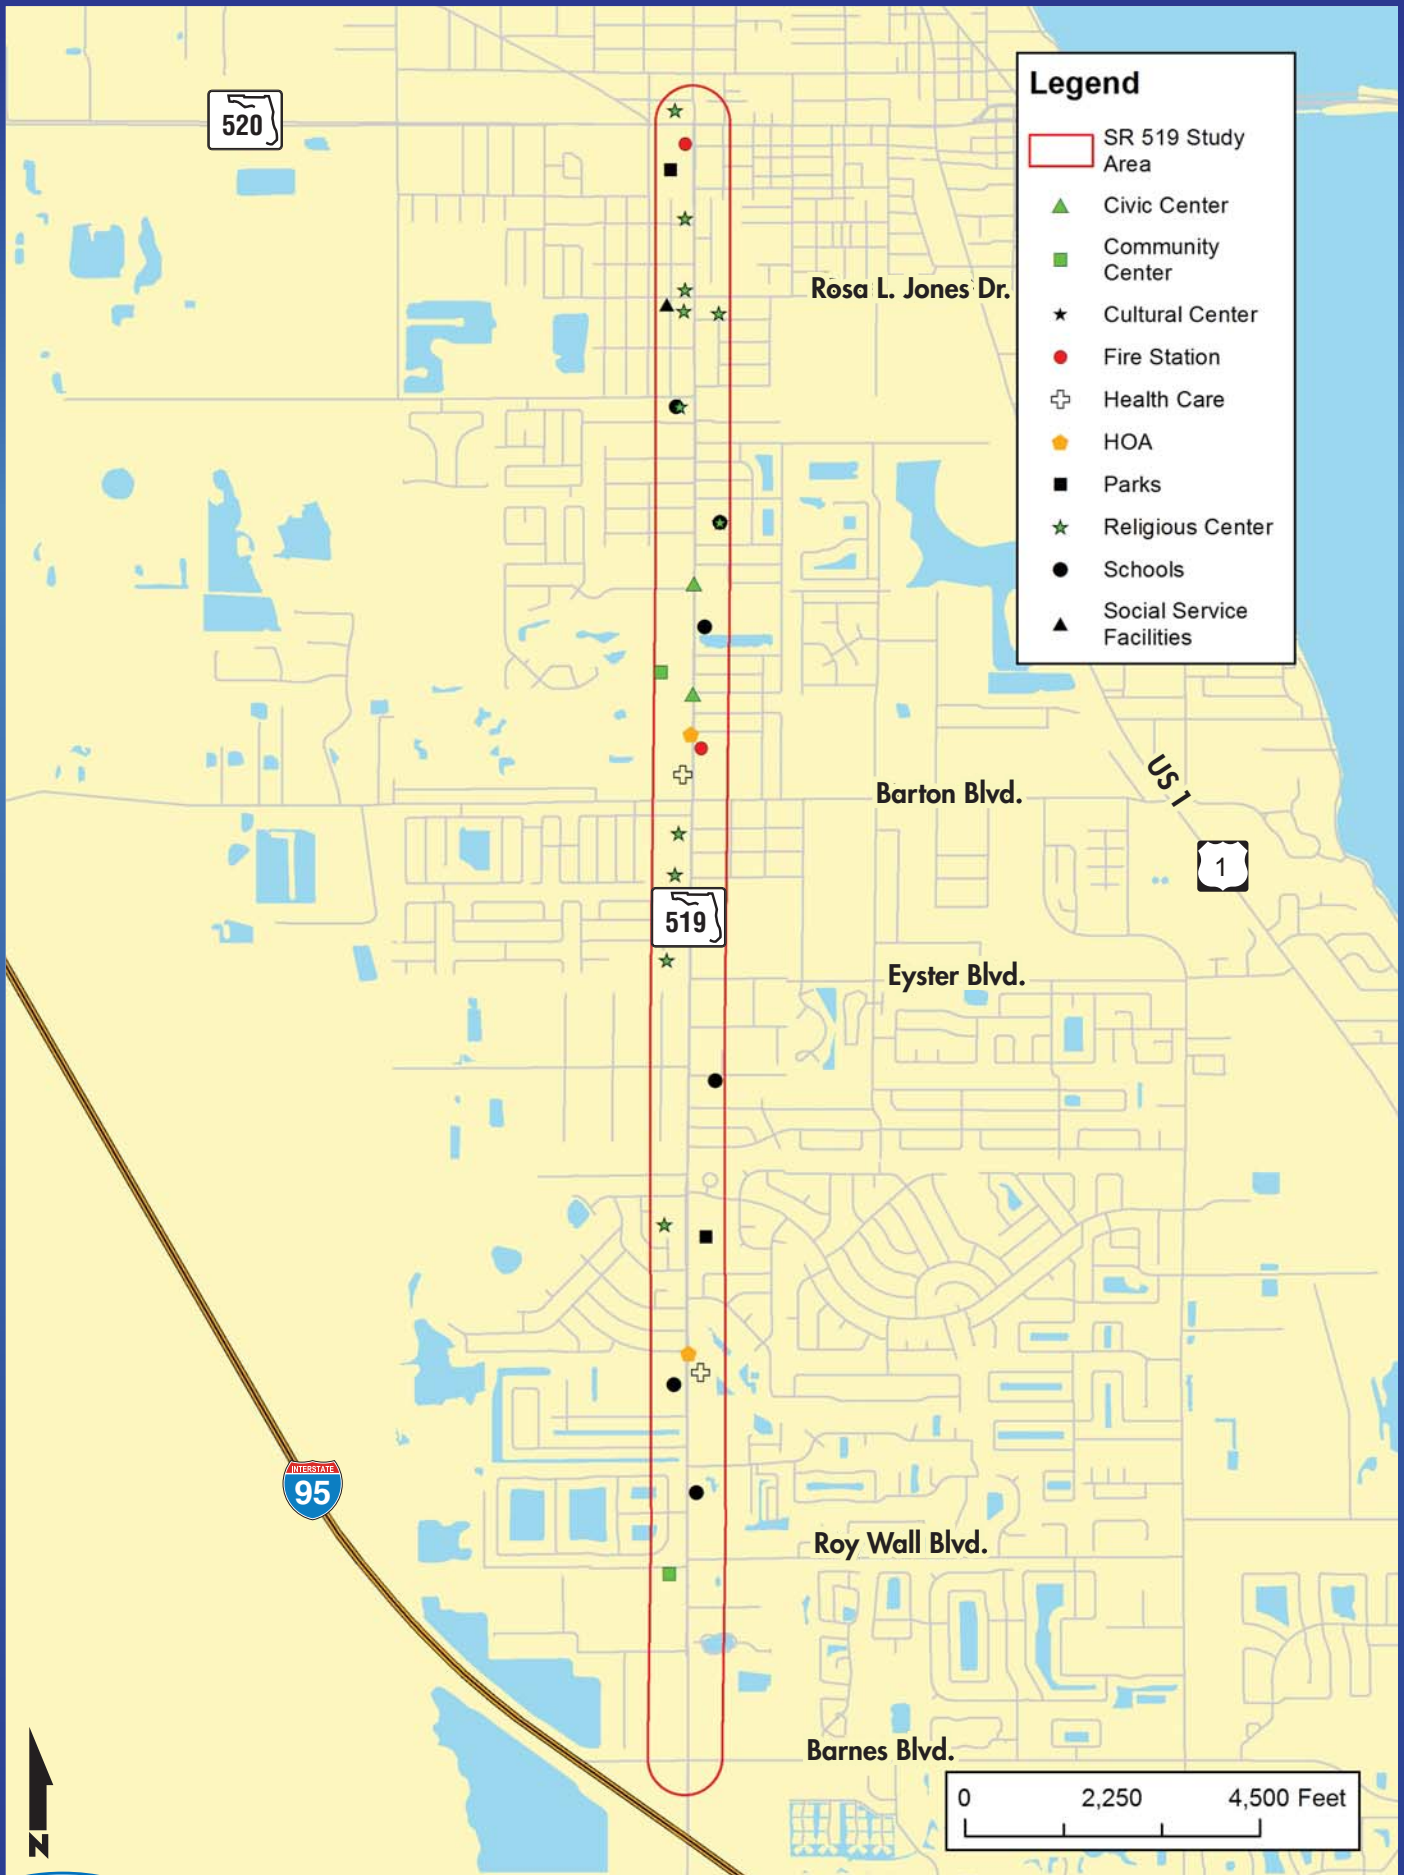 520
Legend
SR 519 Study
Area
Civic Center
Community
Center
Cultural Center
Fire Station
Health Care
HOA
Parks
Religious Center
Schools
Social Service
Facilities
Rosa L. Jones Dr.
US 1
Barton Blvd.
1
519
Eyster Blvd.
INTERSTATE
95
Roy Wall Blvd.
Barnes Blvd.
0 2,250 4,500 Feet
N